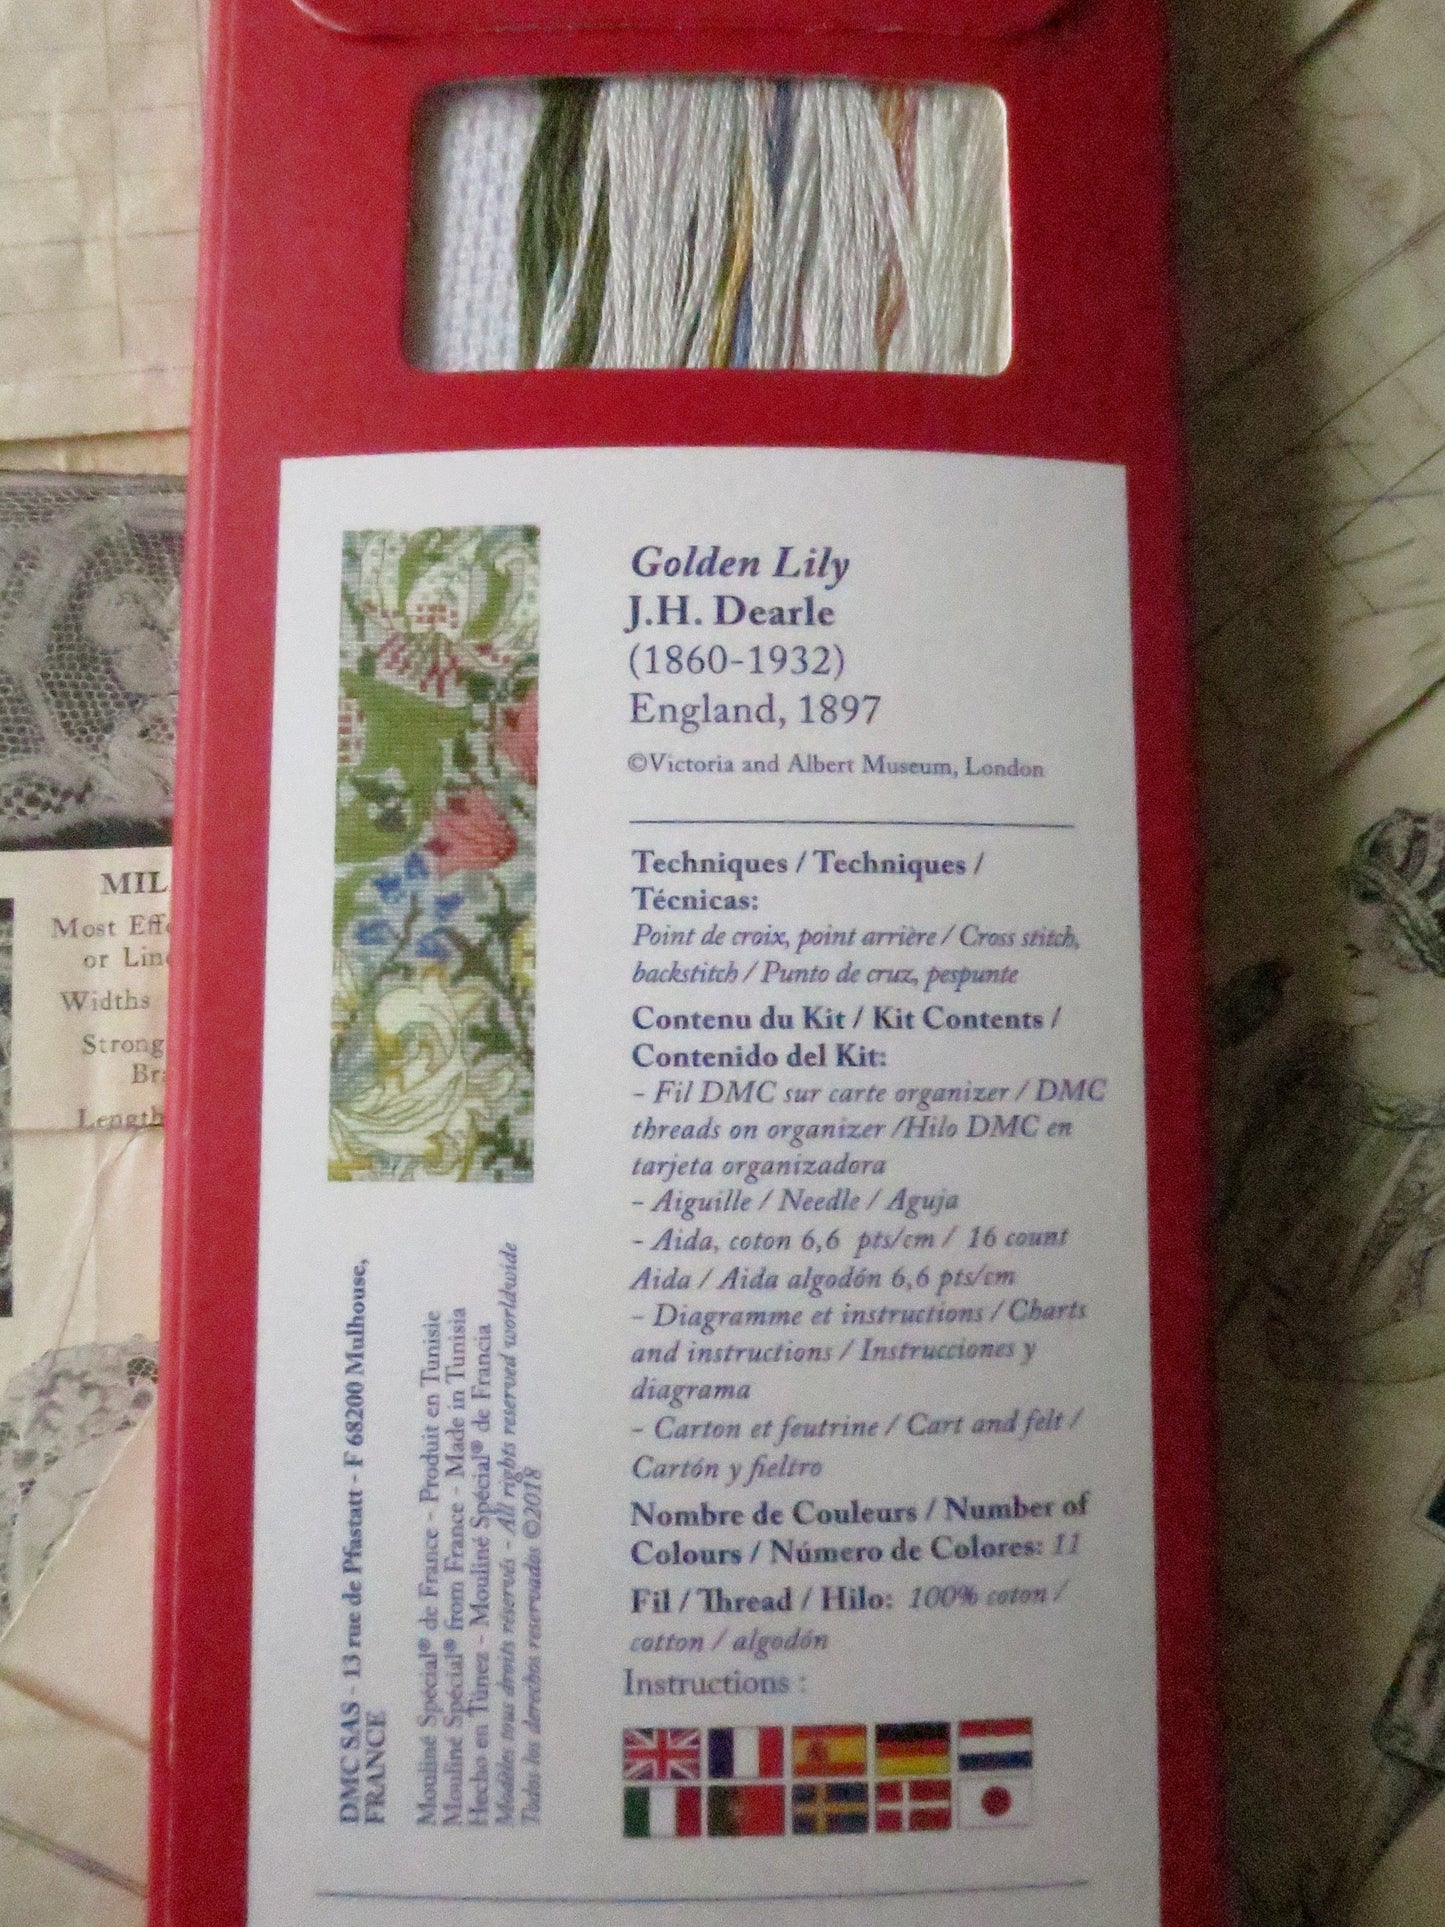 Golden Lily
J.H. Dearle
(1860-1932)
England, 1897
©Victoria and Albert Museum, London
Techniques / Techniques /
Técnicas:
Point de croix, point arrière / Cross stitch,
backstitch / Punto de cruz, pespunte
Contenu du Kit / Kit Contents /
Contenido del Kit:
- Fil DMC sur carte organizer / DMC
threads on organizer /Hilo DMC en
tarjeta organizadora
- Aiguille / Needle / Aguja
- Aida, coton 6,6 pts/cm / 16 count
Aida / Aida algodón 6,6 pts/cm
- Diagramme et instructions / Charts
and instructions / Instrucciones y
diagrama
- Carton et feutrine / Cart and felt /
Cartón y fieltro
Nombre de Couleurs / Number of
Colours / Número de Colores: 11
Fil / Thread / Hilo: 100% coton /
cotton / algodón
Instructions :
DMC SAS - 13 rue de Pfastatt - F 68200 Mulhouse,
FRANCE
Mouliné Spécial® de France - Produit en Tunisie
Mouliné Spécial® from France - Made in Tunisia
Hecho en Túnez - Mouliné Spécial® de Francia
Modèles tous droits réservés - All rights reserved worldwide
Todos los derechos reservados ©2018
MIL
Most Eff
or Lin
Widths
Strong
Br
Length